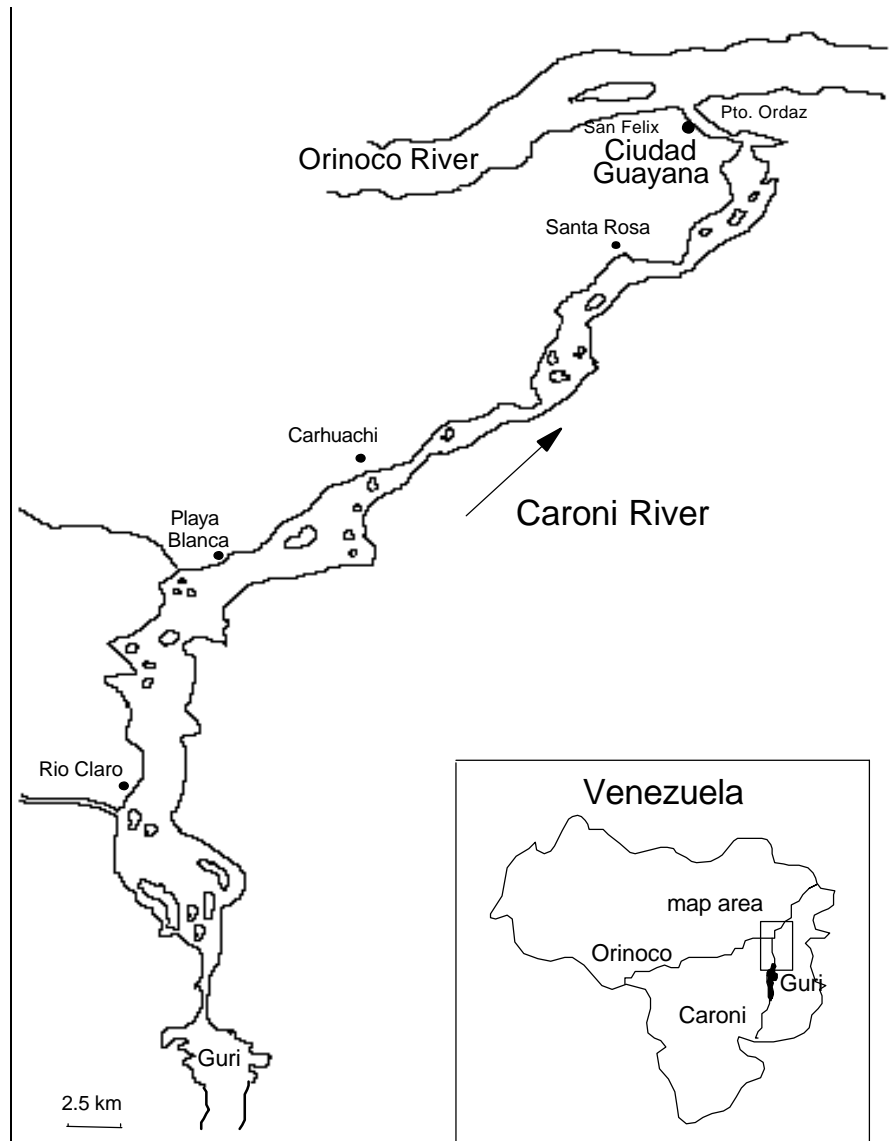 Pto. Ordaz
San Felix
Orinoco River
Ciudad
Guayana
Santa Rosa
Carhuachi
Caroni River
Playa
Blanca
Rio Claro
Guri
2.5 km
Venezuela
map area
Orinoco
Guri
Caroni